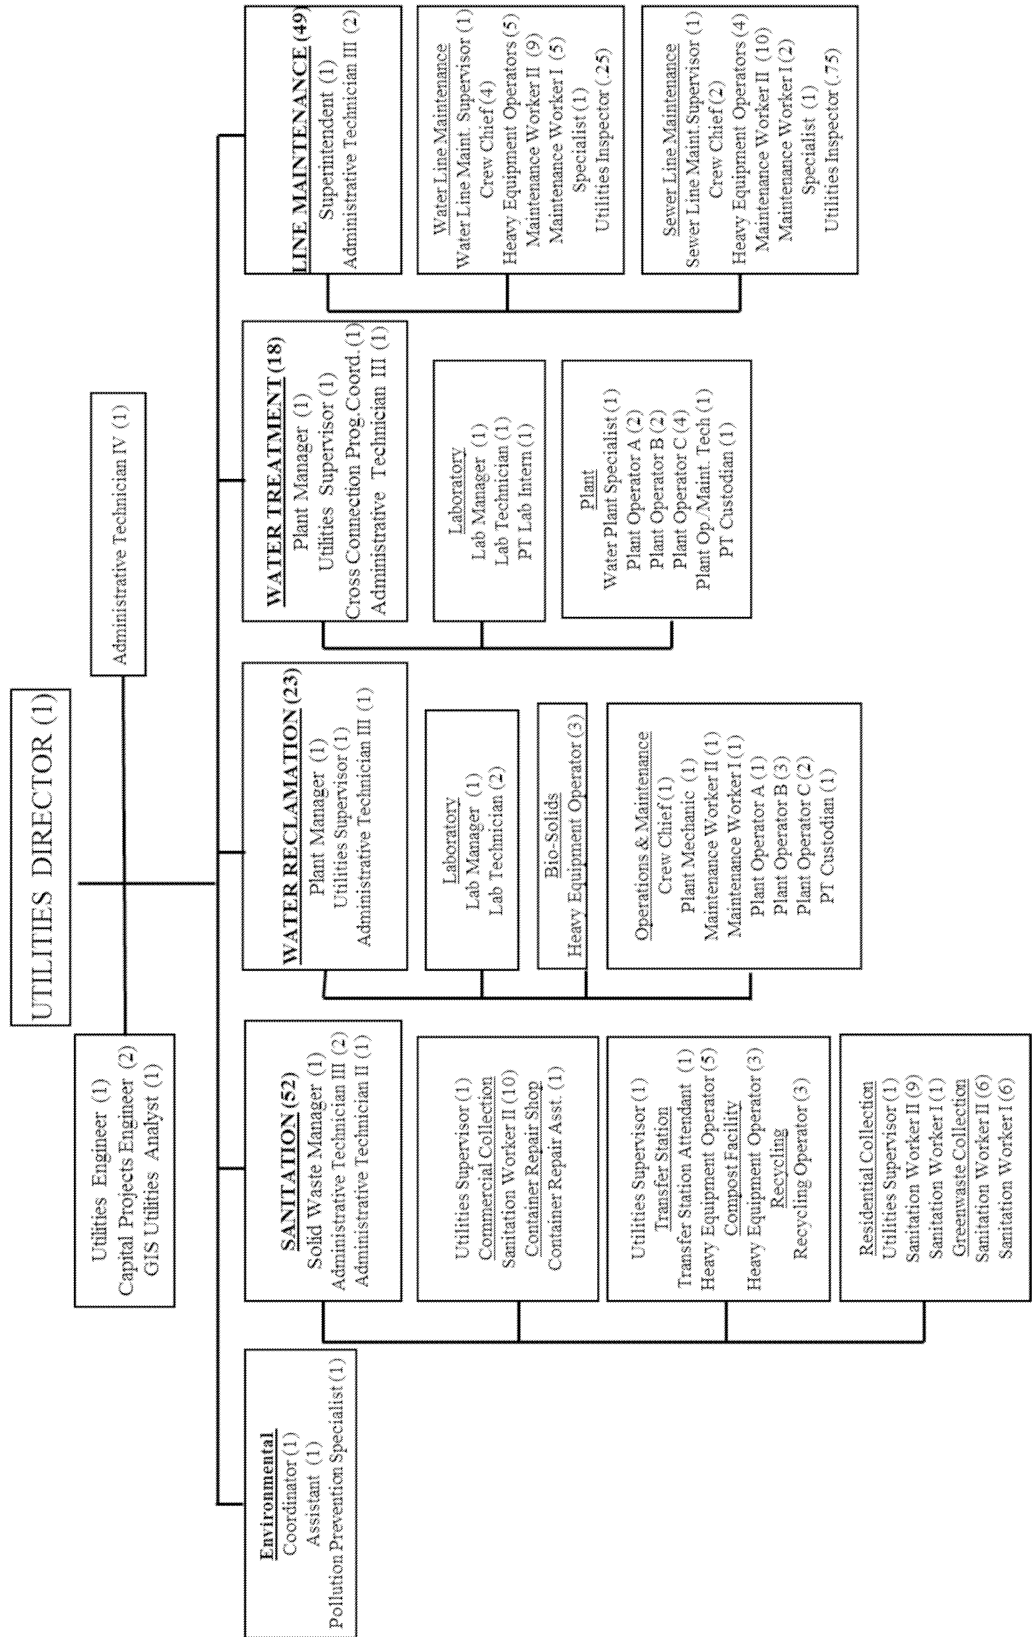 UTILITIES DIRECTOR (1)
Utilities Engineer (1)
Capital Projects Engineer (2)
GIS Utilities Analyst (1)
Administrative Technician IV (1)
Environmental
Coordinator (1)
Assistant (1)
Pollution Prevention Specialist (1)
SANITATION (52)
Solid Waste Manager (1)
Administrative Technician III (2)
Administrative Technician II (1)
Utilities Supervisor (1)
Commercial Collection
Sanitation Worker II (10)
Container Repair Shop
Container Repair Asst. (1)
Utilities Supervisor (1)
Transfer Station
Transfer Station Attendant (1)
Heavy Equipment Operator (5)
Compost Facility
Heavy Equipment Operator (3)
Recycling
Recycling Operator (3)
Residential Collection
Utilities Supervisor (1)
Sanitation Worker II (9)
Sanitation Worker I (1)
Greenwaste Collection
Sanitation Worker II (6)
Sanitation Worker I (6)
WATER RECLAMATION (23)
Plant Manager (1)
Utilities Supervisor (1)
Administrative Technician III (1)
Laboratory
Lab Manager (1)
Lab Technician (2)
Bio-Solids
Heavy Equipment Operator (3)
Operations & Maintenance
Crew Chief (1)
Plant Mechanic (1)
Maintenance Worker II (1)
Maintenance Worker I (1)
Plant Operator A (1)
Plant Operator B (3)
Plant Operator C (2)
PT Custodian (1)
WATER TREATMENT (18)
Plant Manager (1)
Utilities Supervisor (1)
Cross Connection Prog. Coord. (1)
Administrative Technician III (1)
Laboratory
Lab Manager (1)
Lab Technician (1)
PT Lab Intern (1)
Plant
Water Plant Specialist (1)
Plant Operator A (2)
Plant Operator B (2)
Plant Operator C (4)
Plant Op./Maint. Tech (1)
PT Custodian (1)
LINE MAINTENANCE (49)
Superintendent (1)
Administrative Technician III (2)
Water Line Maintenance
Water Line Maint. Supervisor (1)
Crew Chief (4)
Heavy Equipment Operators (5)
Maintenance Worker II (9)
Maintenance Worker I (5)
Specialist (1)
Utilities Inspector (.25)
Sewer Line Maintenance
Sewer Line Maint. Supervisor (1)
Crew Chief (2)
Heavy Equipment Operators (4)
Maintenance Worker II (10)
Maintenance Worker I (2)
Specialist (1)
Utilities Inspector (.75)